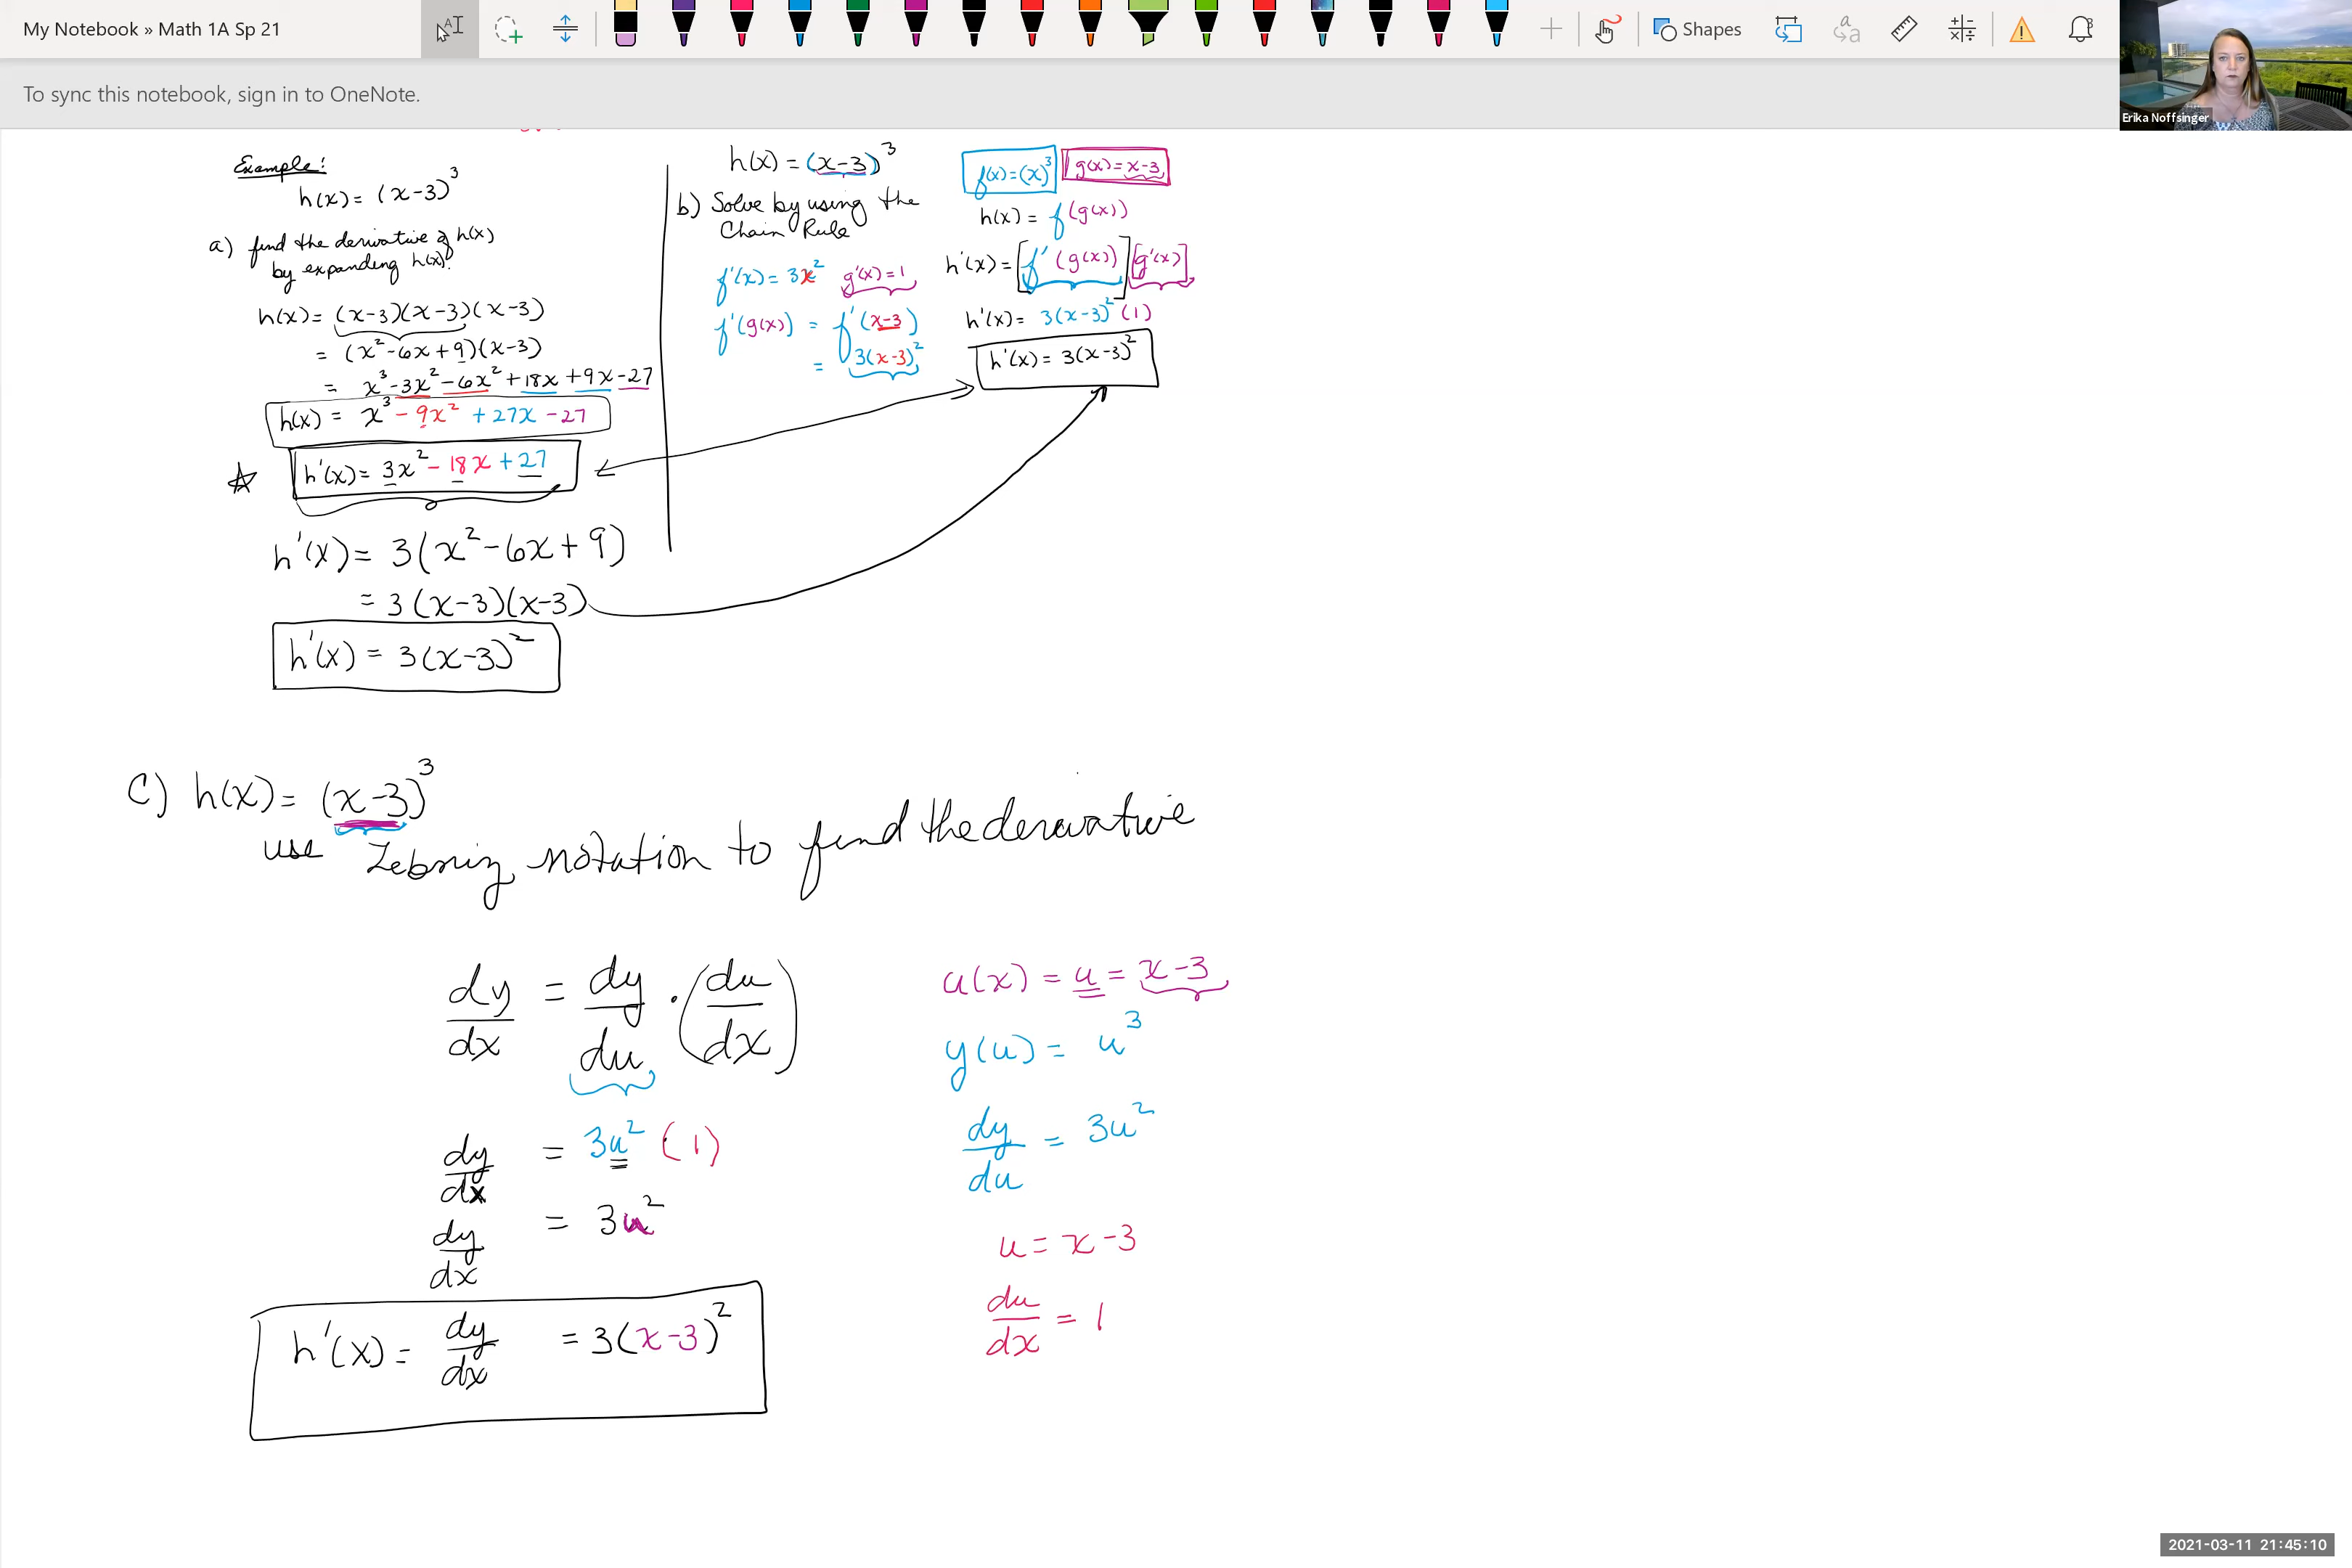 My Notebook » Math 1A Sp 21
Shapes
3
To sync this notebook, sign in to OneNote.
Erika Noffsinger
Example:
h(x) = (x-3)³
a) find the derivative of h(x)
by expanding h(x).
h(x) = (x-3)(x-3)(x-3)
= (x²-6x+9)(x-3)
= x³-3x²-6x²+18x+9x-27
h(x) = x³ - 9x² + 27x - 27
☆ h'(x) = 3x² - 18x + 27
h'(x) = 3(x²-6x+9)
= 3(x-3)(x-3)
h'(x) = 3(x-3)²
h(x) = (x-3)³
b) Solve by using the
Chain Rule
f'(x) = 3x² g'(x) = 1
f'(g(x)) = f'(x-3)
= 3(x-3)²
f(x) = (x)³ g(x) = x-3
h(x) = f(g(x))
h'(x) = [f'(g(x))][g'(x)]
h'(x) = 3(x-3)²(1)
h'(x) = 3(x-3)²
C) h(x) = (x-3)³
use Lebniz notation to find the derivative
dy/dx = dy/du · (du/dx)
dy/dx = 3u² (1)
dy/dx = 3u²
h'(x) = dy/dx = 3(x-3)²
u(x) = u = x-3
y(u) = u³
dy/du = 3u²
u = x-3
du/dx = 1
2021-03-11 21:45:10